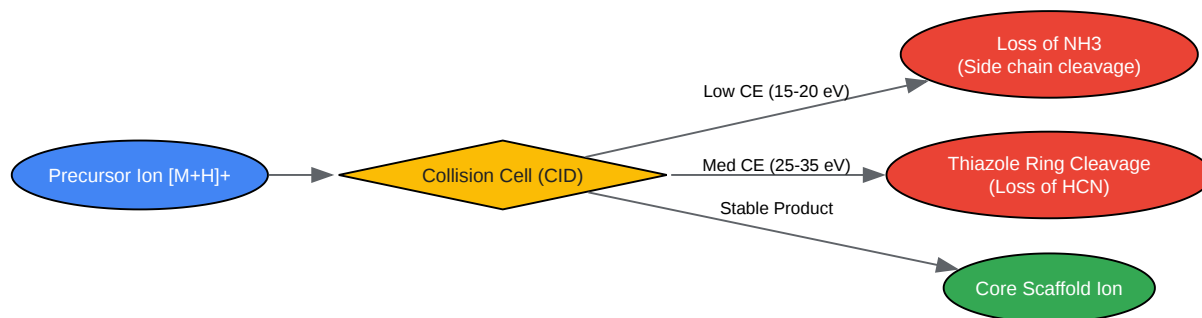 Precursor Ion [M+H]+
Collision Cell (CID)
Low CE (15-20 eV)
Loss of NH3
(Side chain cleavage)
Med CE (25-35 eV)
Thiazole Ring Cleavage
(Loss of HCN)
Stable Product
Core Scaffold Ion